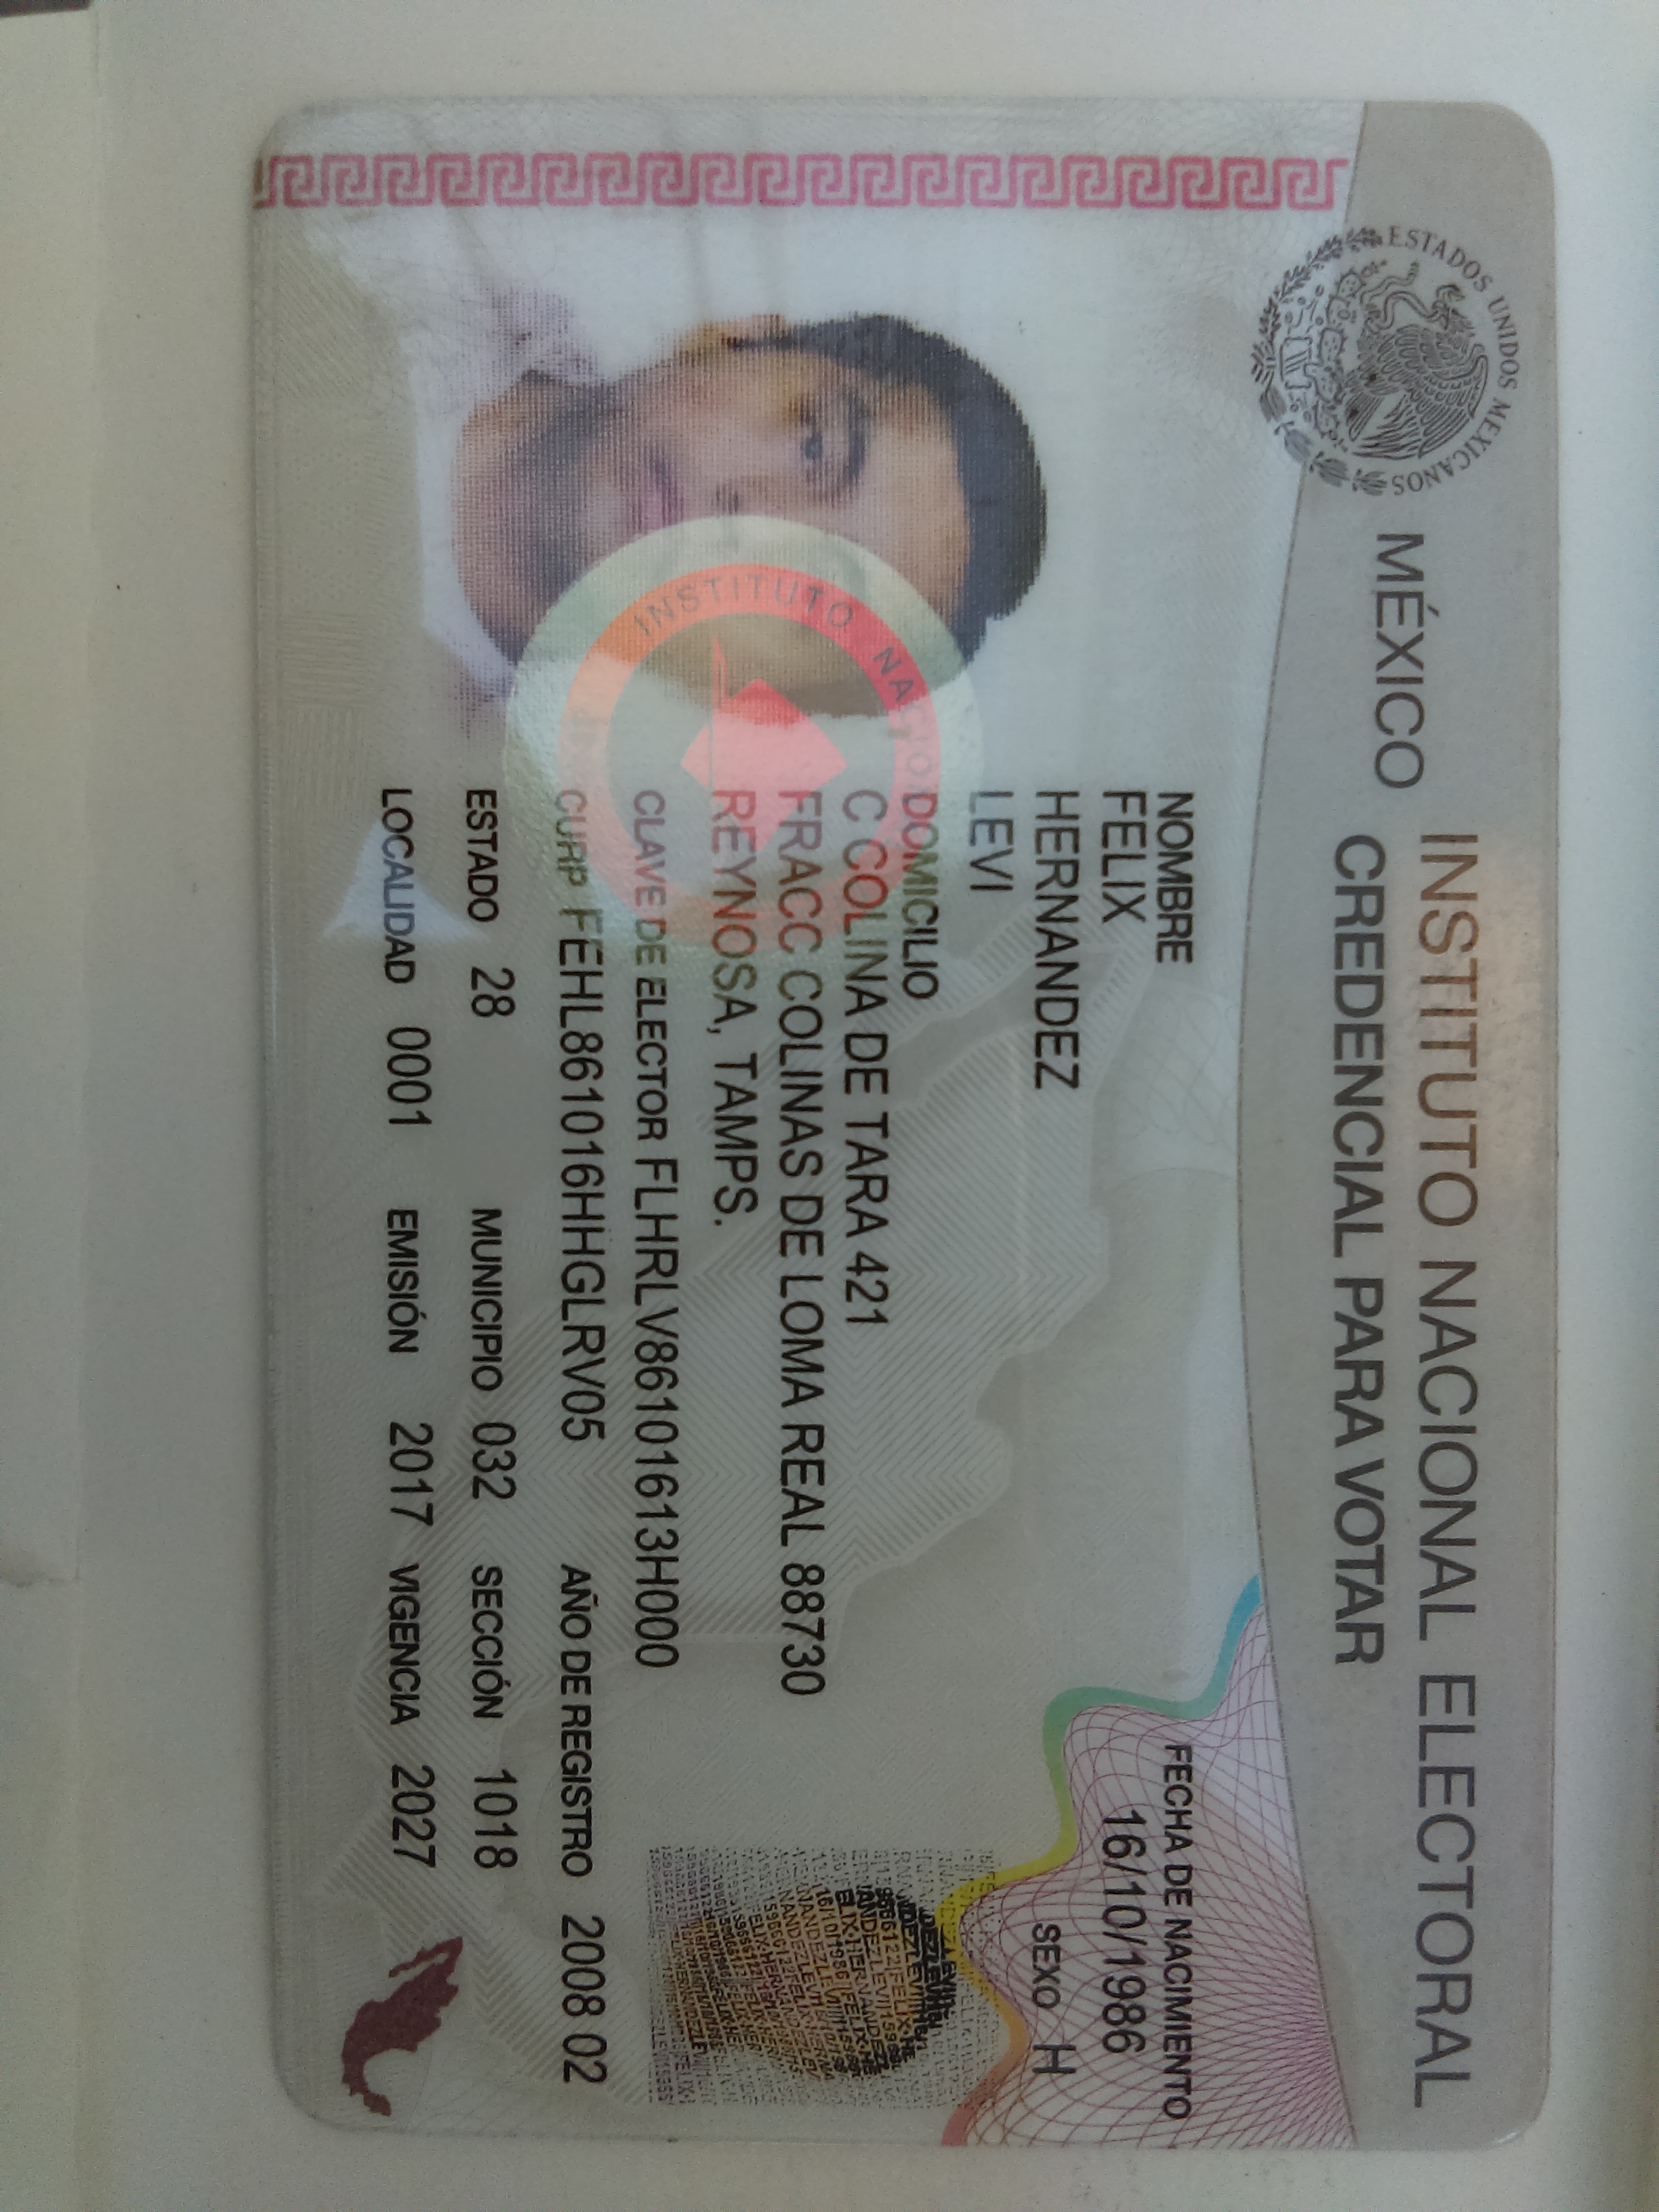 ESTADOS UNIDOS MEXICANOS
MÉXICO INSTITUTO NACIONAL ELECTORAL
CREDENCIAL PARA VOTAR
NOMBRE
FELIX
HERNANDEZ
LEVI
FECHA DE NACIMIENTO
16/10/1986
SEXO H
DOMICILIO
C COLINA DE TARA 421
FRACC COLINAS DE LOMA REAL 88730
REYNOSA, TAMPS.
CLAVE DE ELECTOR FLHRLV86101613H000
CURP FEHL861016HHGLRV05 AÑO DE REGISTRO 2008 02
ESTADO 28 MUNICIPIO 032 SECCIÓN 1018
LOCALIDAD 0001 EMISIÓN 2017 VIGENCIA 2027
INSTITUTO